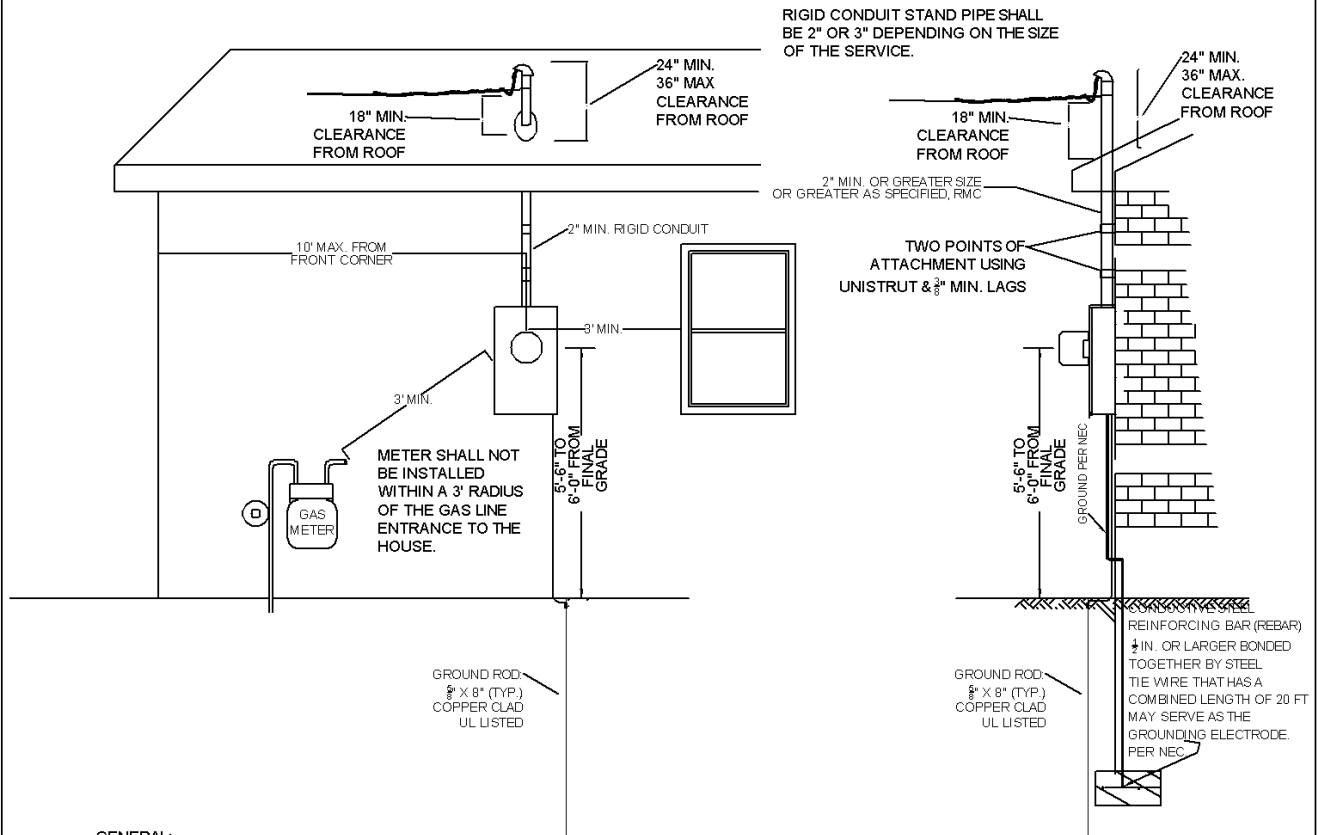 RIGID CONDUIT STAND PIPE SHALL
BE 2" OR 3" DEPENDING ON THE SIZE
OF THE SERVICE.
24" MIN.
36" MAX
CLEARANCE
FROM ROOF
18" MIN.
CLEARANCE
FROM ROOF
24" MIN.
36" MAX.
CLEARANCE
FROM ROOF
18" MIN.
CLEARANCE
FROM ROOF
2" MIN. OR GREATER SIZE
OR GREATER AS SPECIFIED, RMC
2" MIN. RIGID CONDUIT
10' MAX. FROM
FRONT CORNER
TWO POINTS OF
ATTACHMENT USING
UNISTRUT & 3/8" MIN. LAGS
3' MIN.
3' MIN.
METER SHALL NOT
BE INSTALLED
WITHIN A 3' RADIUS
OF THE GAS LINE
ENTRANCE TO THE
HOUSE.
GAS
METER
5'-6" TO
6'-0" FROM
FINAL
GRADE
5'-6" TO
6'-0" FROM
FINAL
GRADE
GROUND PER NEC
GROUND ROD:
5/8" X 8" (TYP.)
COPPER CLAD
UL LISTED
GROUND ROD:
5/8" X 8" (TYP.)
COPPER CLAD
UL LISTED
CONDUCTIVE STEEL
REINFORCING BAR (REBAR)
1/2 IN. OR LARGER BONDED
TOGETHER BY STEEL
TIE WIRE THAT HAS A
COMBINED LENGTH OF 20 FT
MAY SERVE AS THE
GROUNDING ELECTRODE.
PER NEC
GENERAL: